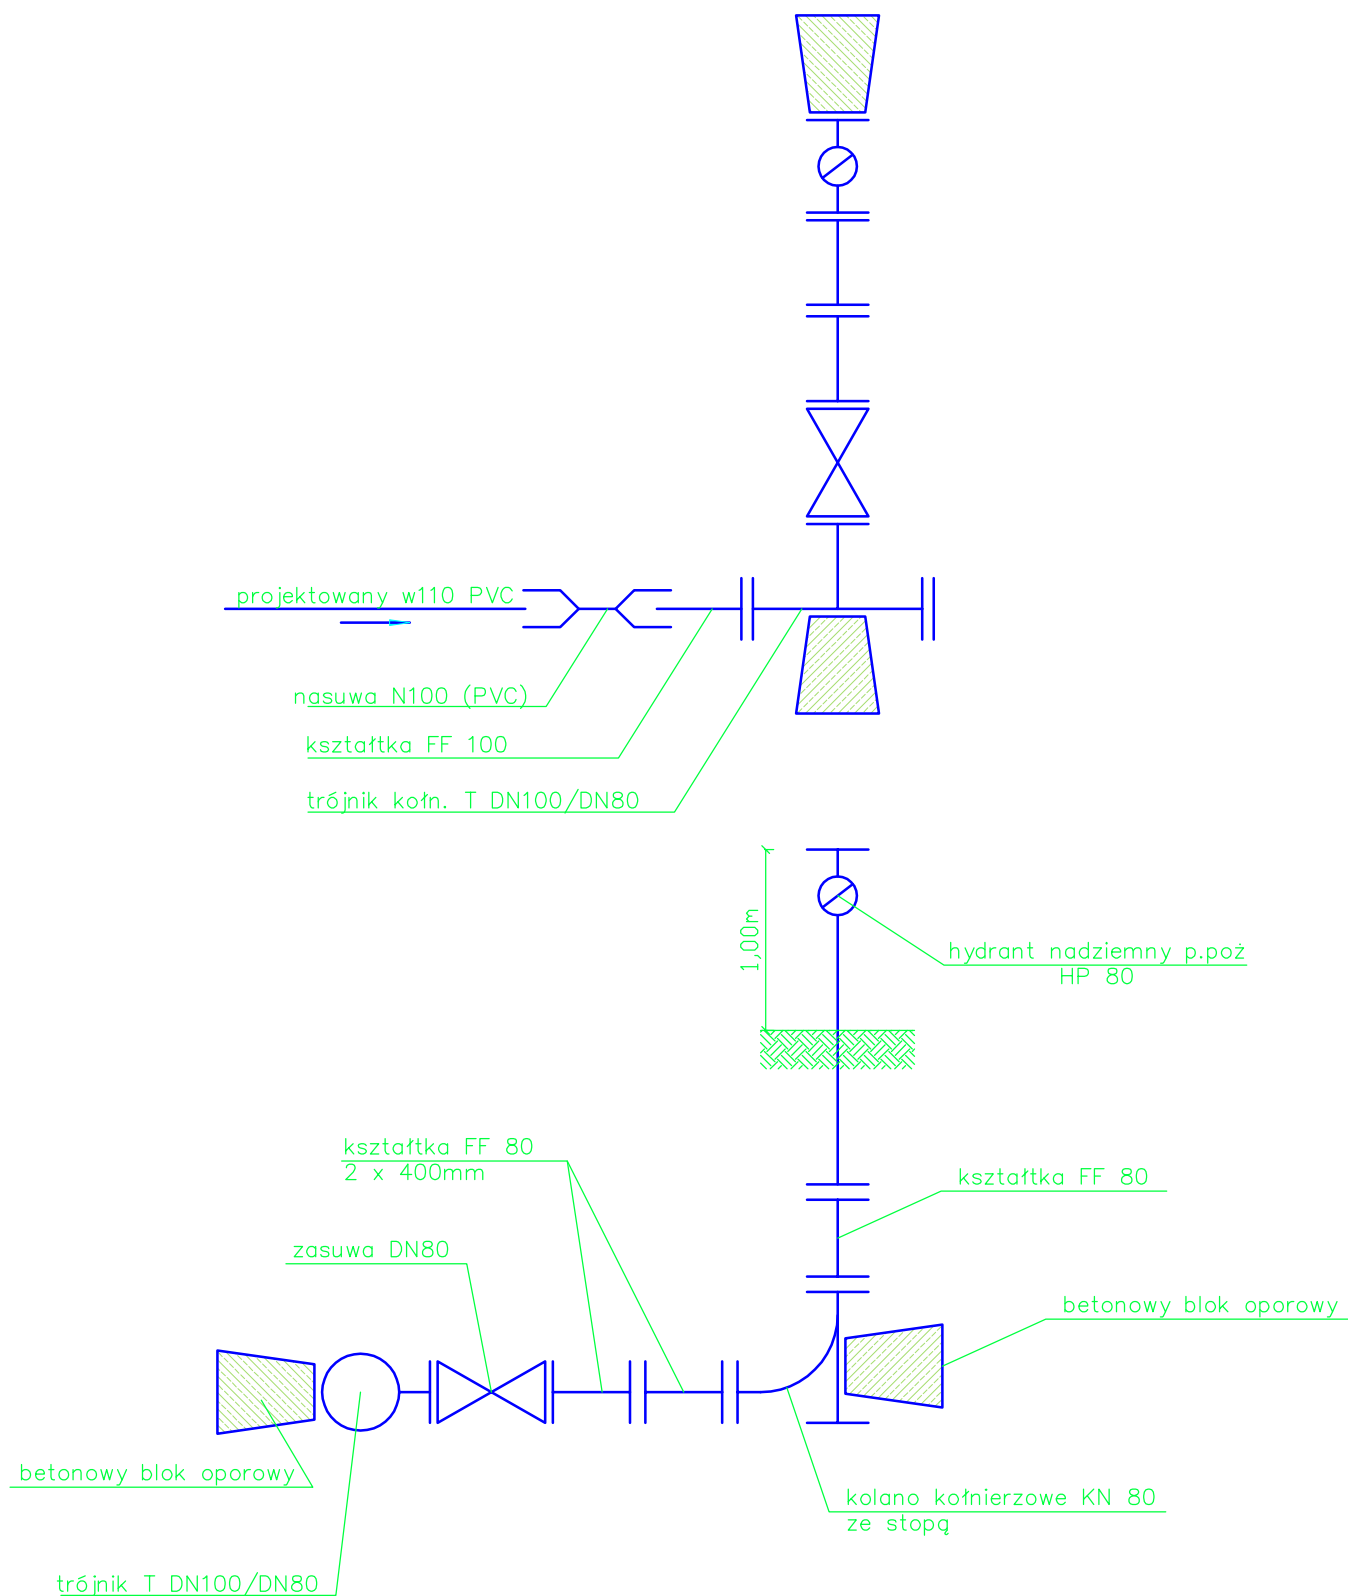 projektowany w110 PVC
nasuwa N100 (PVC)
kształtka FF 100
trójnik kołn. T DN100/DN80
1,00m
hydrant nadziemny p.poż
HP 80
kształtka FF 80
2 x 400mm
kształtka FF 80
zasuwa DN80
betonowy blok oporowy
betonowy blok oporowy
kolano kołnierzowe KN 80
ze stopą
trójnik T DN100/DN80